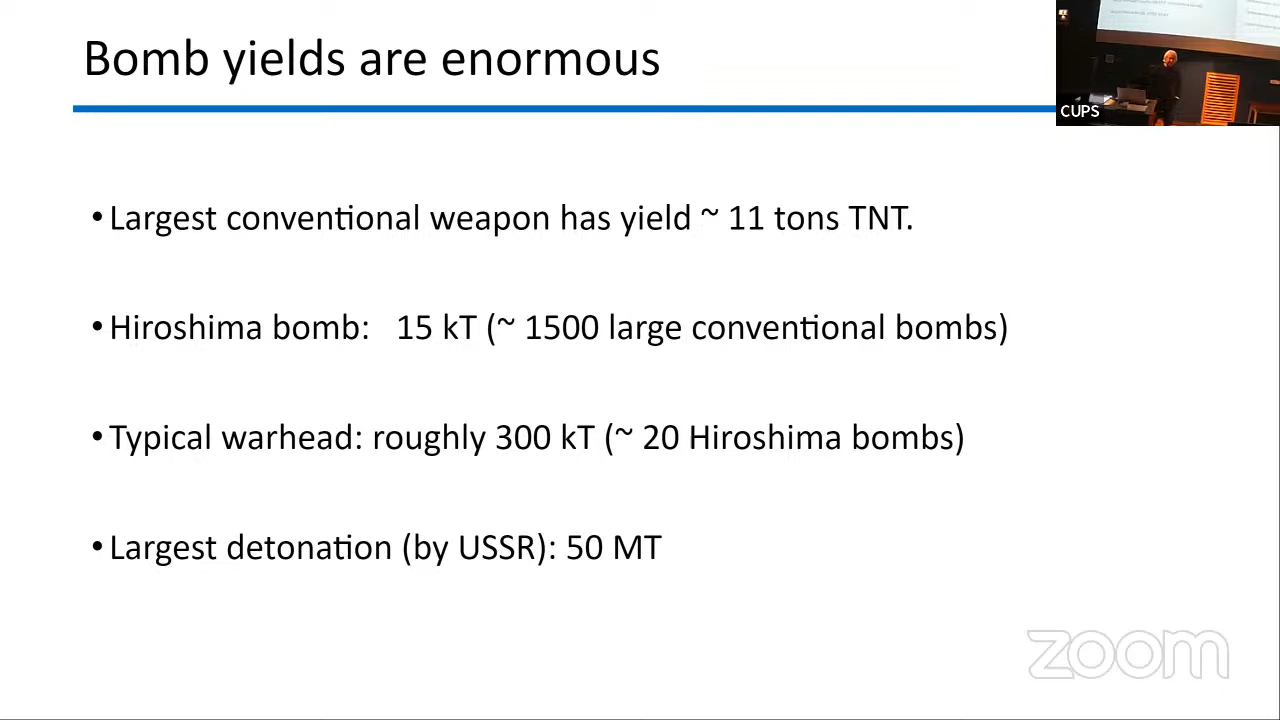 Bomb yields are enormous
CUPS
•Largest conventional weapon has yield ~ 11 tons TNT.
•Hiroshima bomb:   15 kT (~ 1500 large conventional bombs)
•Typical warhead: roughly 300 kT (~ 20 Hiroshima bombs)
•Largest detonation (by USSR): 50 MT
zoom